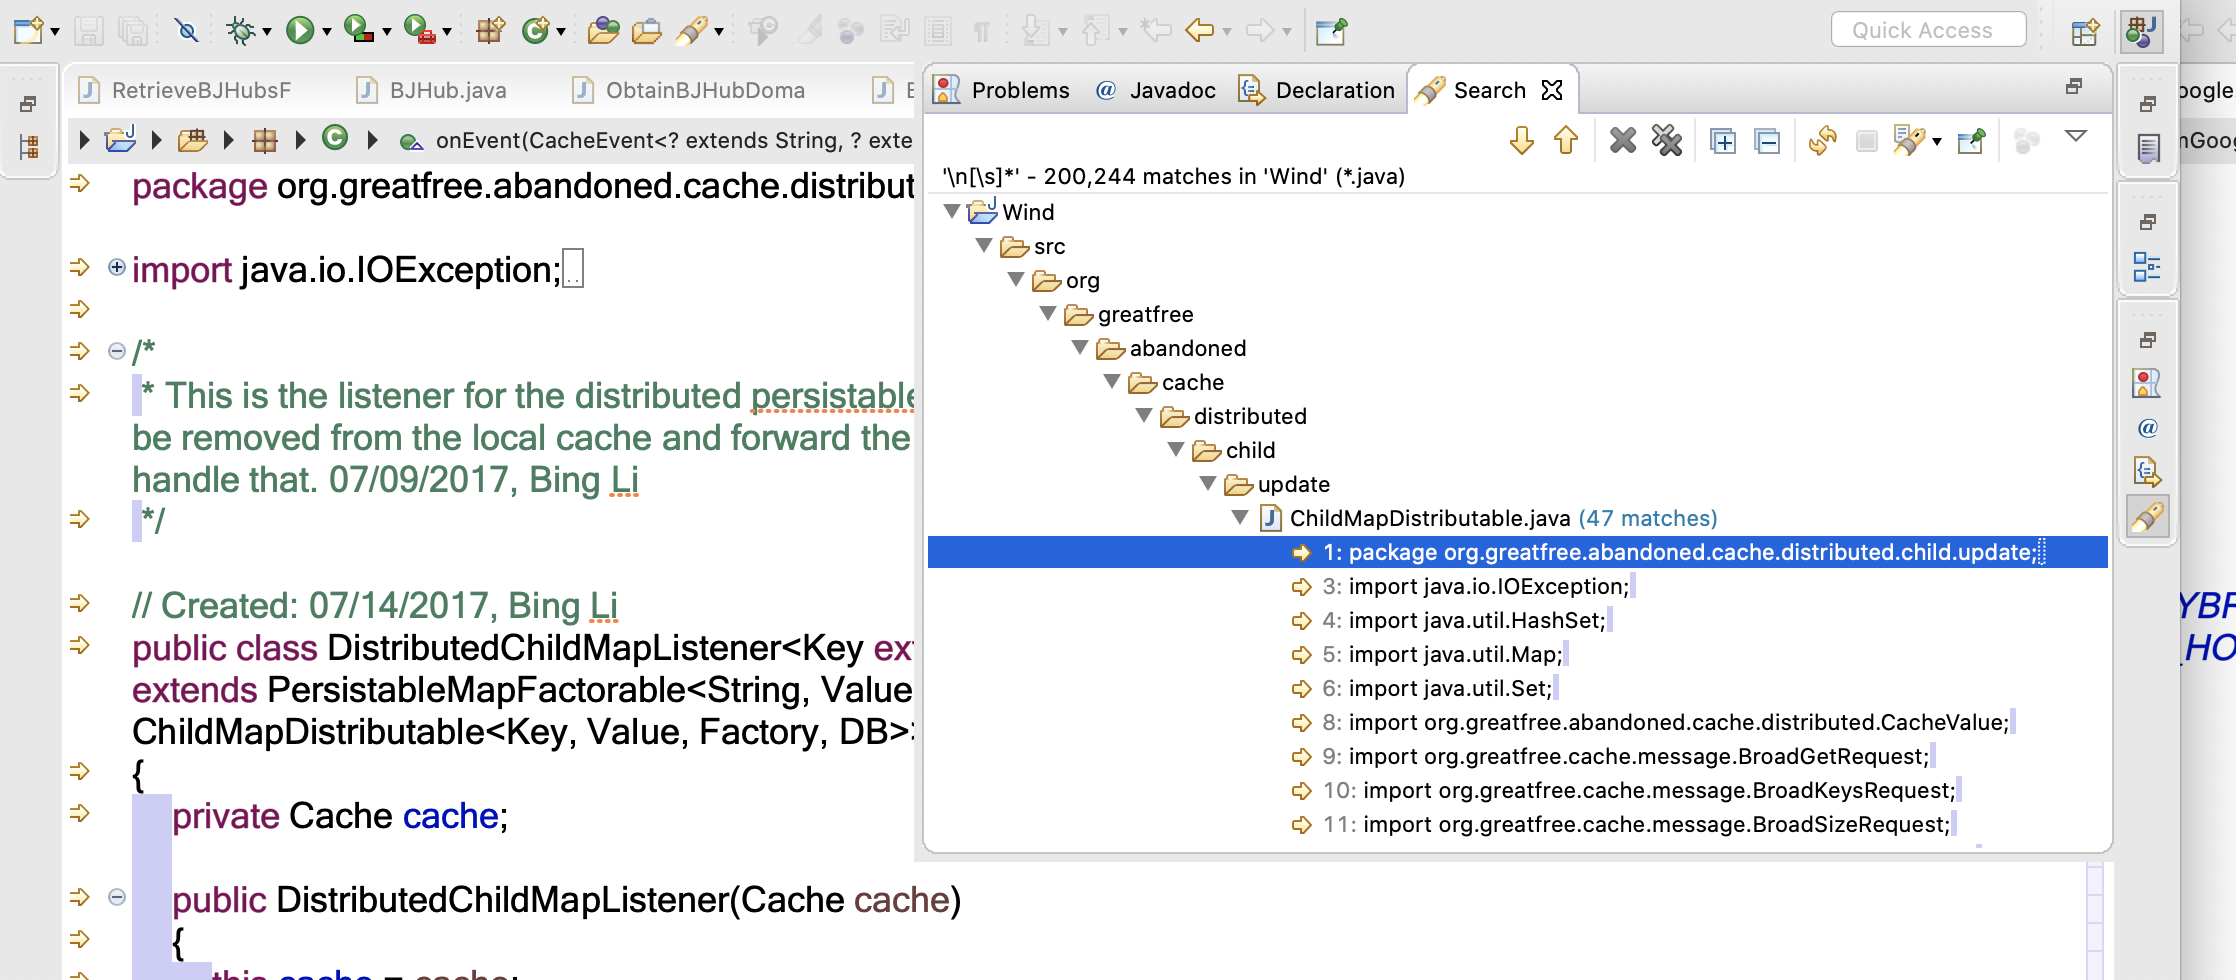 Quick Access
RetrieveBJHubsF
BJHub.java
ObtainBJHubDoma
onEvent(CacheEvent<? extends String, ? exte
package org.greatfree.abandoned.cache.distribut
import java.io.IOException;
/*
* This is the listener for the distributed persistable
be removed from the local cache and forward the
handle that. 07/09/2017, Bing Li
*/
// Created: 07/14/2017, Bing Li
public class DistributedChildMapListener<Key ext
extends PersistableMapFactorable<String, Value
ChildMapDistributable<Key, Value, Factory, DB>>
{
private Cache cache;
public DistributedChildMapListener(Cache cache)
{
this cache = cache;
Problems
@ Javadoc
Declaration
Search
'\n[\s]*' - 200,244 matches in 'Wind' (*.java)
Wind
src
org
greatfree
abandoned
cache
distributed
child
update
ChildMapDistributable.java (47 matches)
1: package org.greatfree.abandoned.cache.distributed.child.update;
3: import java.io.IOException;
4: import java.util.HashSet;
5: import java.util.Map;
6: import java.util.Set;
8: import org.greatfree.abandoned.cache.distributed.CacheValue;
9: import org.greatfree.cache.message.BroadGetRequest;
10: import org.greatfree.cache.message.BroadKeysRequest;
11: import org.greatfree.cache.message.BroadSizeRequest;
oogle
nGoo
@
YBR
_HO